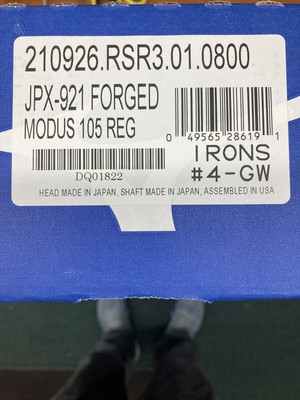 210926.RSR3.01.0800
JPX-921 FORGED
MODUS 105 REG
0 49565 28619 1
DQ01822
IRONS
#4-GW
HEAD MADE IN JAPAN, SHAFT MADE IN JAPAN, ASSEMBLED IN USA